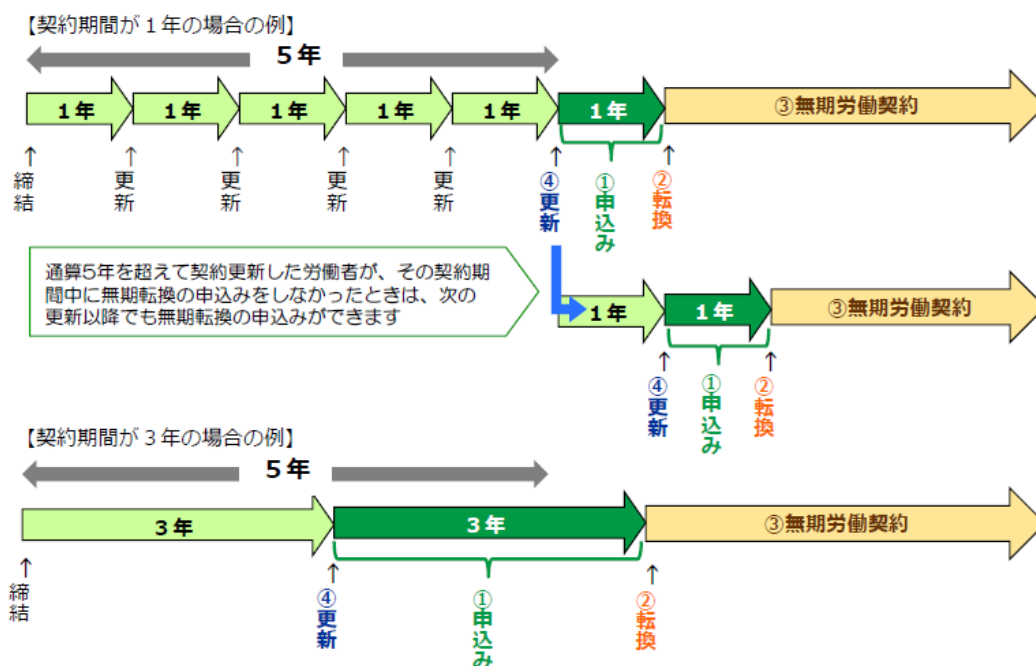 【契約期間が１年の場合の例】
５年
１年 １年 １年 １年 １年 １年 ③無期労働契約
↑ ↑ ↑ ↑ ↑ ↑ ↑
締結 更新 更新 更新 更新 ④更新 ①申込み ②転換
通算5年を超えて契約更新した労働者が、その契約期
間中に無期転換の申込みをしなかったときは、次の
更新以降でも無期転換の申込みができます
１年 １年 ③無期労働契約
↑ ↑
④更新 ①申込み ②転換
【契約期間が３年の場合の例】
５年
３年 ３年 ③無期労働契約
↑ ↑ ↑
締結 ④更新 ①申込み ②転換